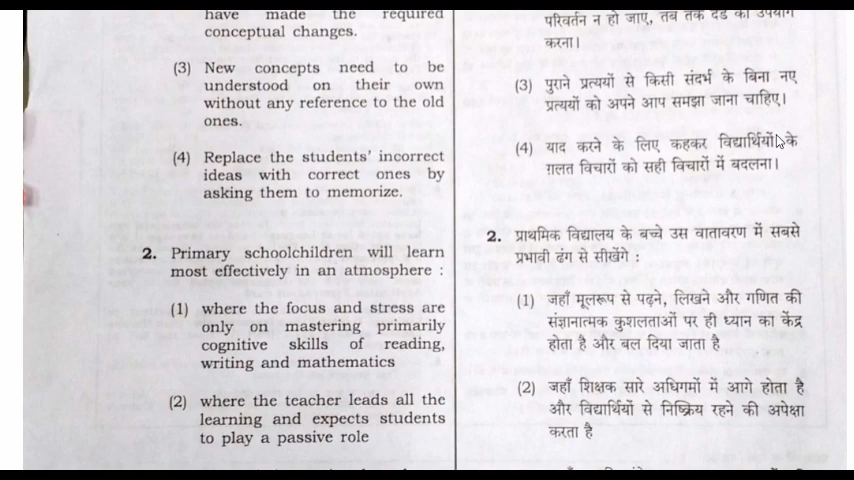 have made the required
conceptual changes.
(3) New concepts need to be
understood on their own
without any reference to the old
ones.
(4) Replace the students' incorrect
ideas with correct ones by
asking them to memorize.
2. Primary schoolchildren will learn
most effectively in an atmosphere :
(1) where the focus and stress are
only on mastering primarily
cognitive skills of reading,
writing and mathematics
(2) where the teacher leads all the
learning and expects students
to play a passive role
परिवर्तन न हो जाए, तब तक दंड का उपयोग
करना।
(3) पुराने प्रत्ययों से किसी संदर्भ के बिना नए
प्रत्ययों को अपने आप समझा जाना चाहिए।
(4) याद करने के लिए कहकर विद्यार्थियों के
ग़लत विचारों को सही विचारों में बदलना।
2. प्राथमिक विद्यालय के बच्चे उस वातावरण में सबसे
प्रभावी ढंग से सीखेंगे :
(1) जहाँ मूलरूप से पढ़ने, लिखने और गणित की
संज्ञानात्मक कुशलताओं पर ही ध्यान का केंद्र
होता है और बल दिया जाता है
(2) जहाँ शिक्षक सारे अधिगमों में आगे होता है
और विद्यार्थियों से निष्क्रिय रहने की अपेक्षा
करता है